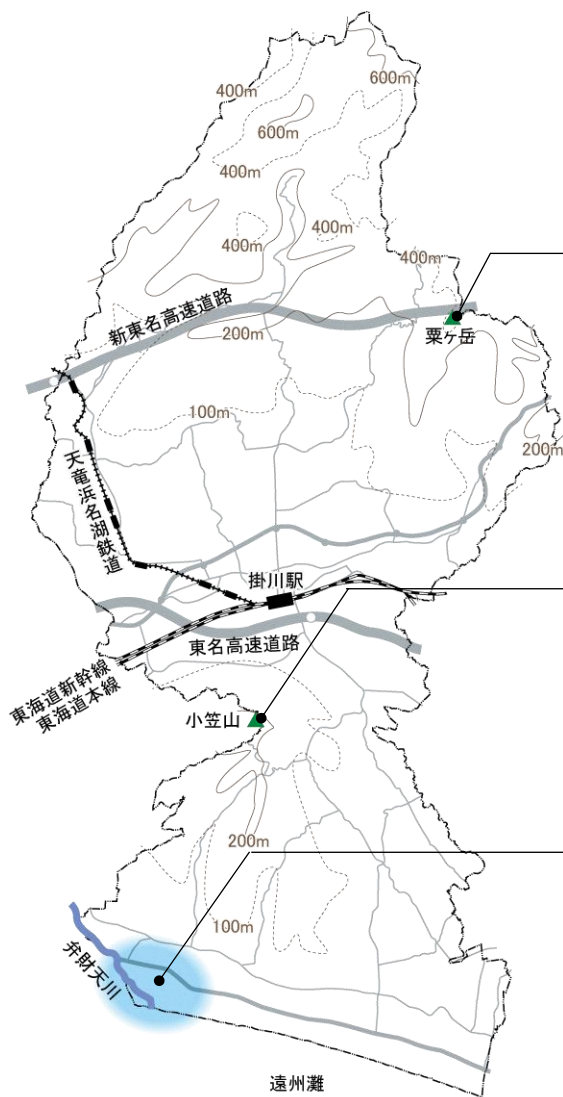 400m
600m
600m
400m
400m
400m
400m
新東名高速道路
200m
粟ヶ岳
100m
200m
天竜浜名湖鉄道
掛川駅
東名高速道路
東海道新幹線
東海道本線
小笠山
200m
100m
弁財天川
遠州灘